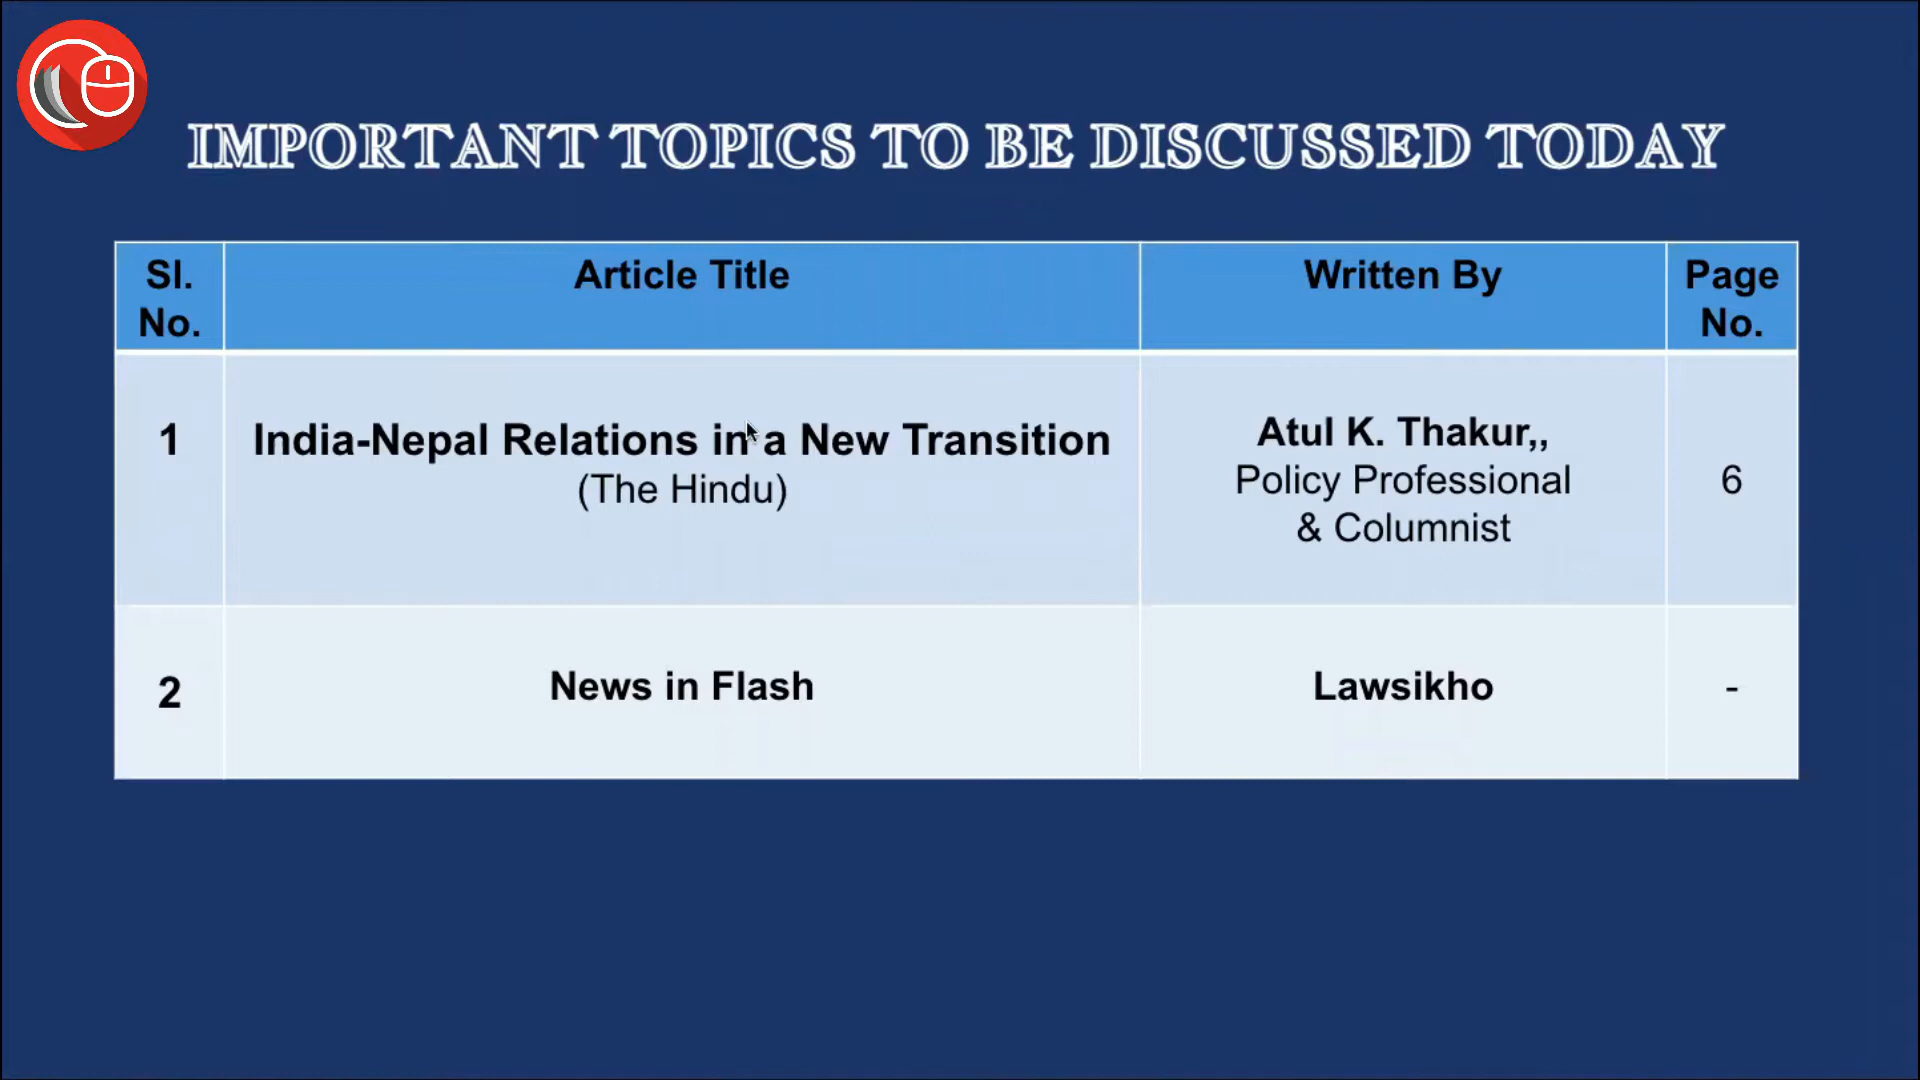 IMPORTANT TOPICS TO BE DISCUSSED TODAY
Sl. No.
Article Title
Written By
Page No.
1
India-Nepal Relations in a New Transition
(The Hindu)
Atul K. Thakur,,
Policy Professional
& Columnist
6
2
News in Flash
Lawsikho
-